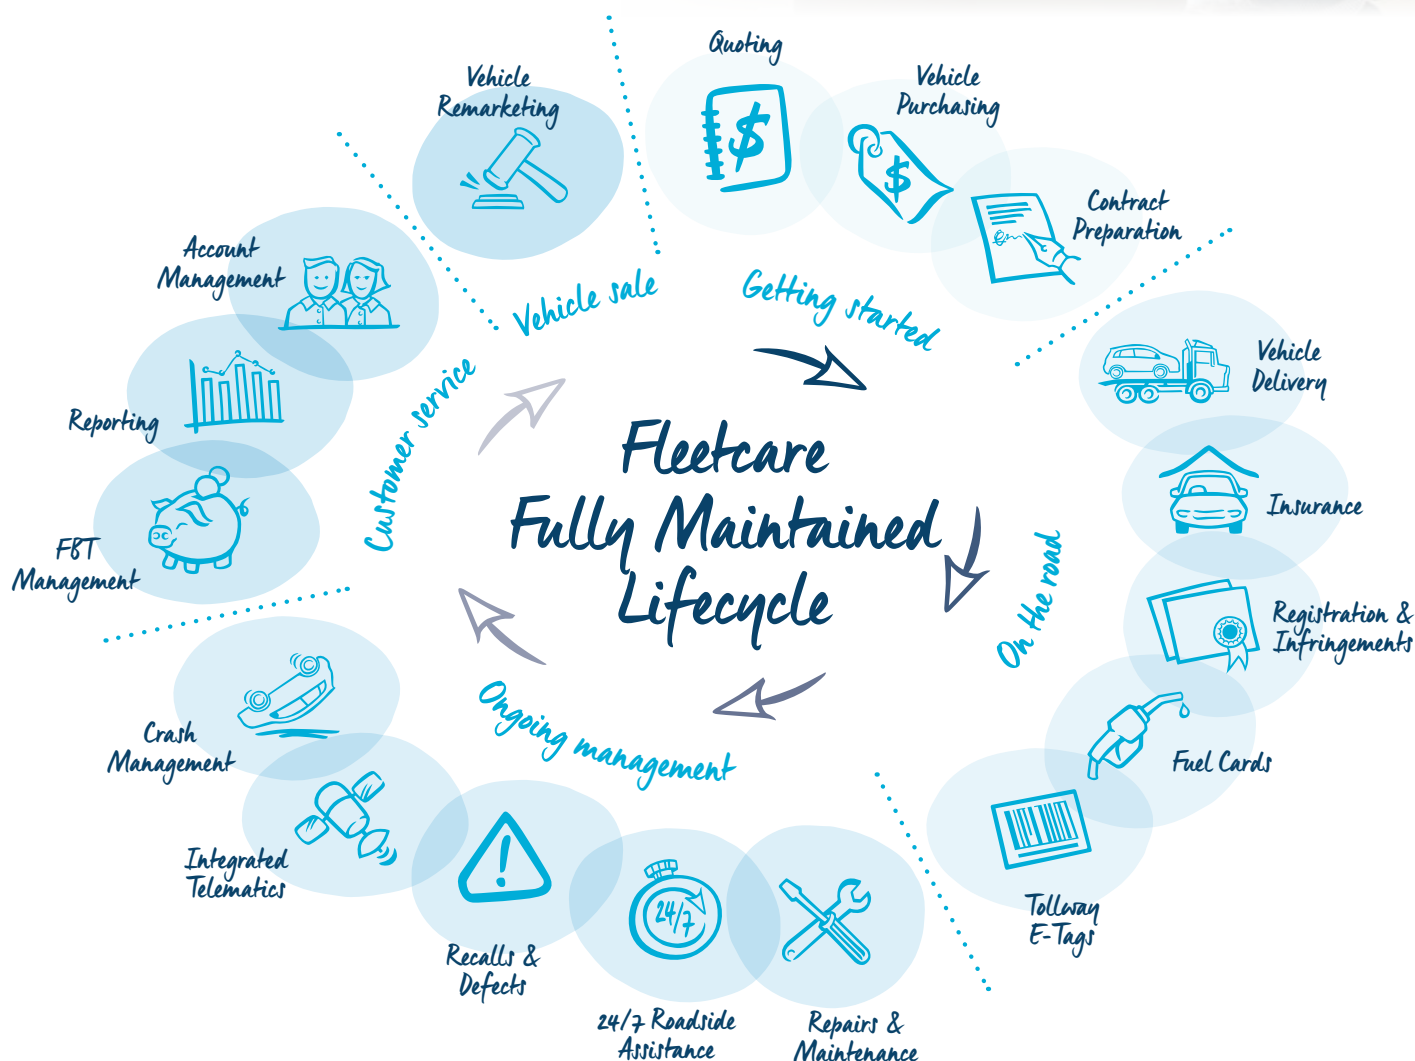 Quoting
Vehicle
Purchasing
Contract
Preparation
Vehicle
Delivery
Insurance
Registration &
Infringements
Fuel Cards
Tollway
E-Tags
Repairs &
Maintenance
24/7
24/7 Roadside
Assistance
Recalls &
Defects
Integrated
Telematics
Crash
Management
FBT
Management
Reporting
Account
Management
Vehicle
Remarketing
Vehicle sale
Getting started
On the road
Ongoing management
Customer service
Fleetcare
Fully Maintained
Lifecycle
$
$
!